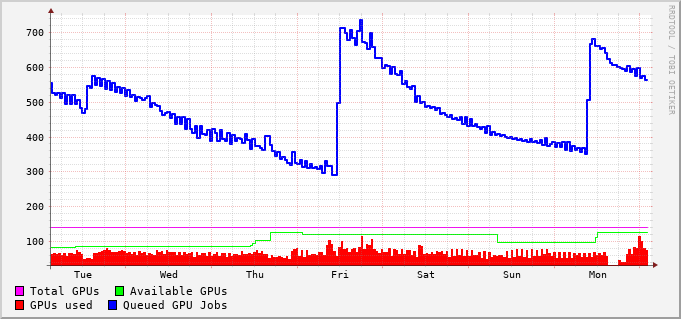 700
600
500
400
300
200
100
Tue Wed Thu Fri Sat Sun Mon
Total GPUs Available GPUs
GPUs used Queued GPU Jobs
RRDTOOL / TOBI OETIKER